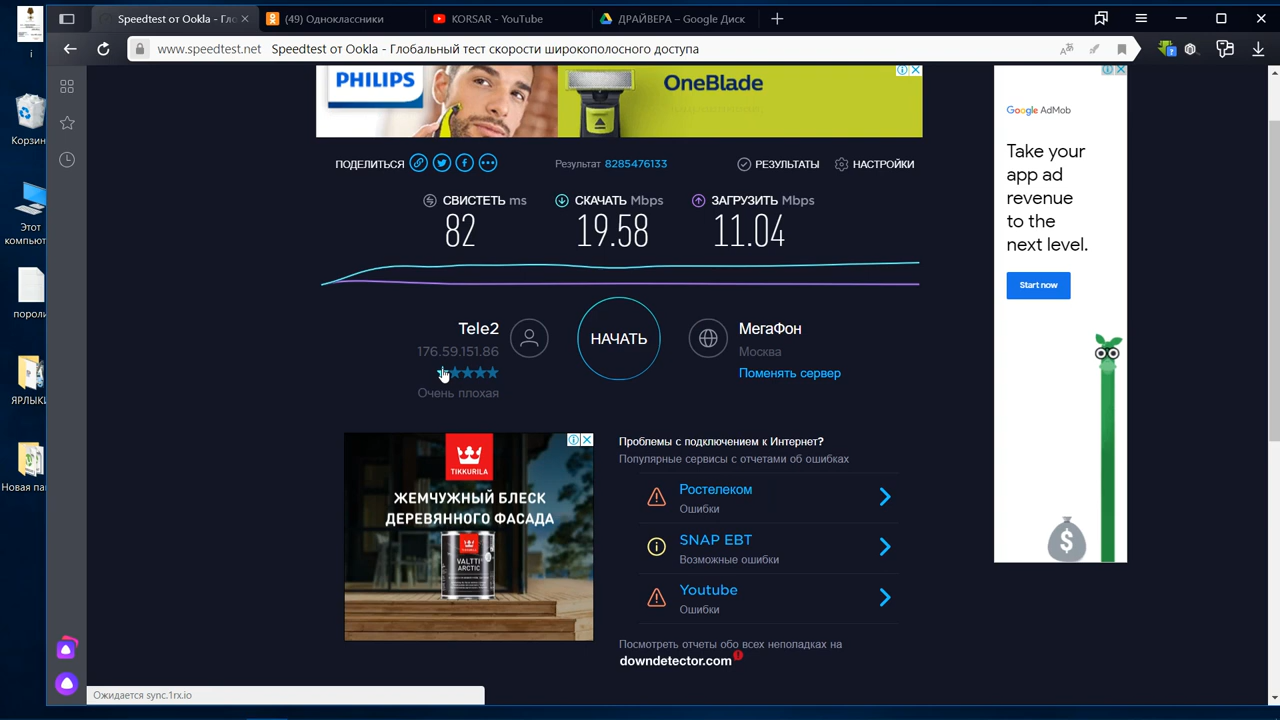 Speedtest от Ookla - Гло
(49) Одноклассники
KORSAR - YouTube
ДРАЙВЕРА – Google Диск
www.speedtest.net Speedtest от Ookla - Глобальный тест скорости широкополосного доступа
i
Корзин
Этот
компьют
пороли
ЯРЛЫКИ
Новая пап
PHILIPS
OneBlade
ПОДЕЛИТЬСЯ
Результат 8285476133
РЕЗУЛЬТАТЫ
НАСТРОЙКИ
СВИСТЕТЬ ms
82
СКАЧАТЬ Mbps
19.58
ЗАГРУЗИТЬ Mbps
11.04
Tele2
176.59.151.86
Очень плохая
НАЧАТЬ
МегаФон
Москва
Поменять сервер
TIKKURILA
ЖЕМЧУЖНЫЙ БЛЕСК
ДЕРЕВЯННОГО ФАСАДА
VALTTI
ARCTIC
Проблемы с подключением к Интернет?
Популярные сервисы с отчетами об ошибках
Ростелеком
Ошибки
SNAP EBT
Возможные ошибки
Youtube
Ошибки
Посмотреть отчеты обо всех неполадках на
downdetector.com
Google AdMob
Take your
app ad
revenue
to the
next level.
Start now
Ожидается sync.1rx.io